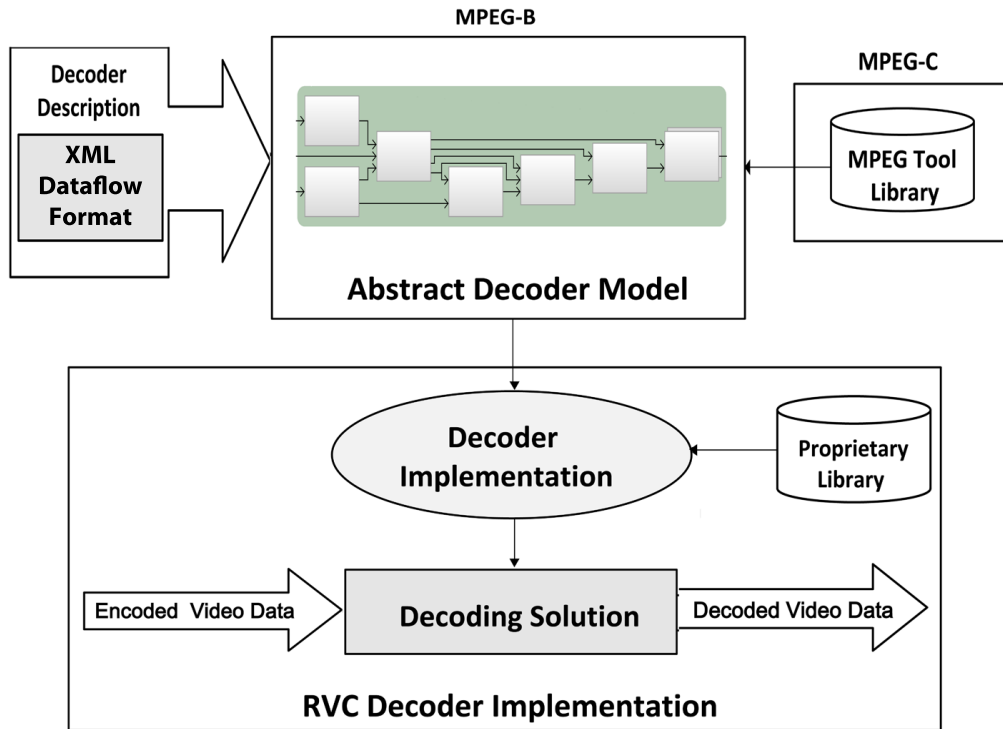 MPEG-B
Decoder
Description
XML
Dataflow
Format
Abstract Decoder Model
MPEG-C
MPEG Tool
Library
Decoder
Implementation
Proprietary
Library
Encoded Video Data
Decoding Solution
Decoded Video Data
RVC Decoder Implementation